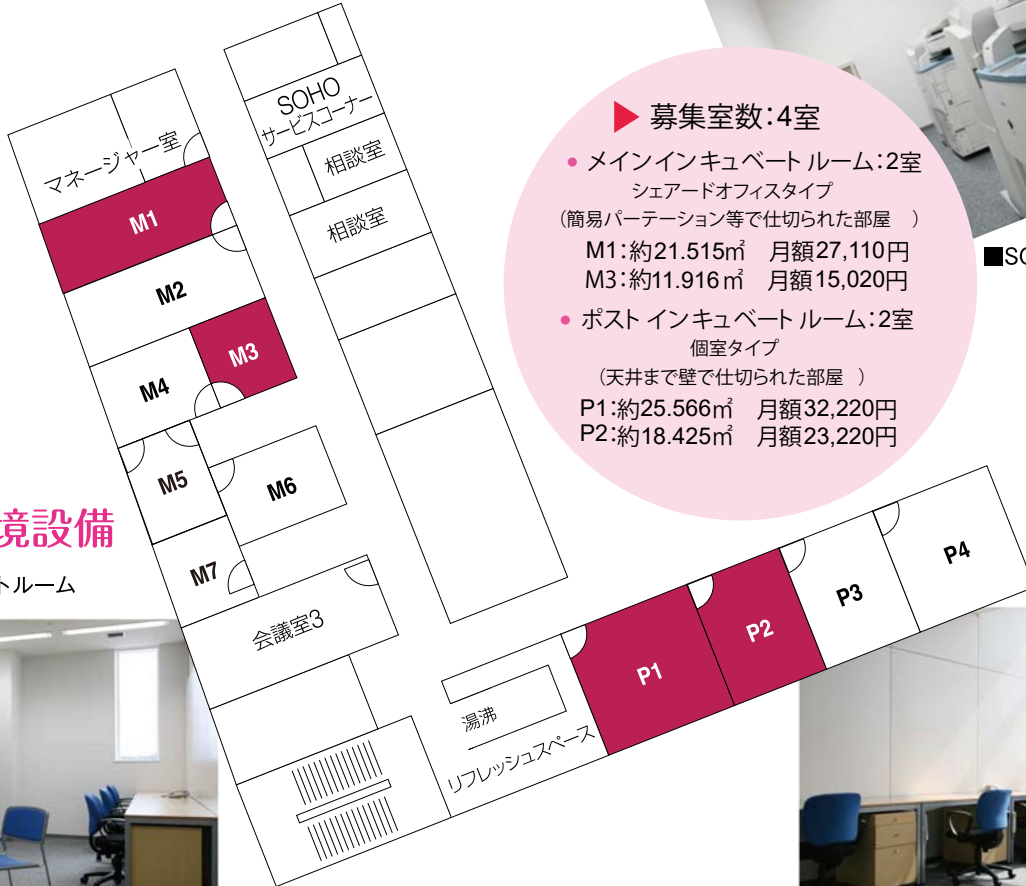 SOHO
サービスコーナー
相談室
相談室
マネージャー室
M1
M2
M3
M4
M5
M6
M7
会議室3
湯沸
リフレッシュスペース
P1
P2
P3
P4
▶ 募集室数:4室
• メインインキュベート ルーム:2室
シェアードオフィスタイプ
(簡易パーテーション等で仕切られた部屋 )
M1:約21.515㎡ 月額27,110円
M3:約11.916㎡ 月額15,020円
• ポスト インキュベート ルーム:2室
個室タイプ
(天井まで壁で仕切られた部屋 )
P1:約25.566㎡ 月額32,220円
P2:約18.425㎡ 月額23,220円
■SO
境設備
トルーム